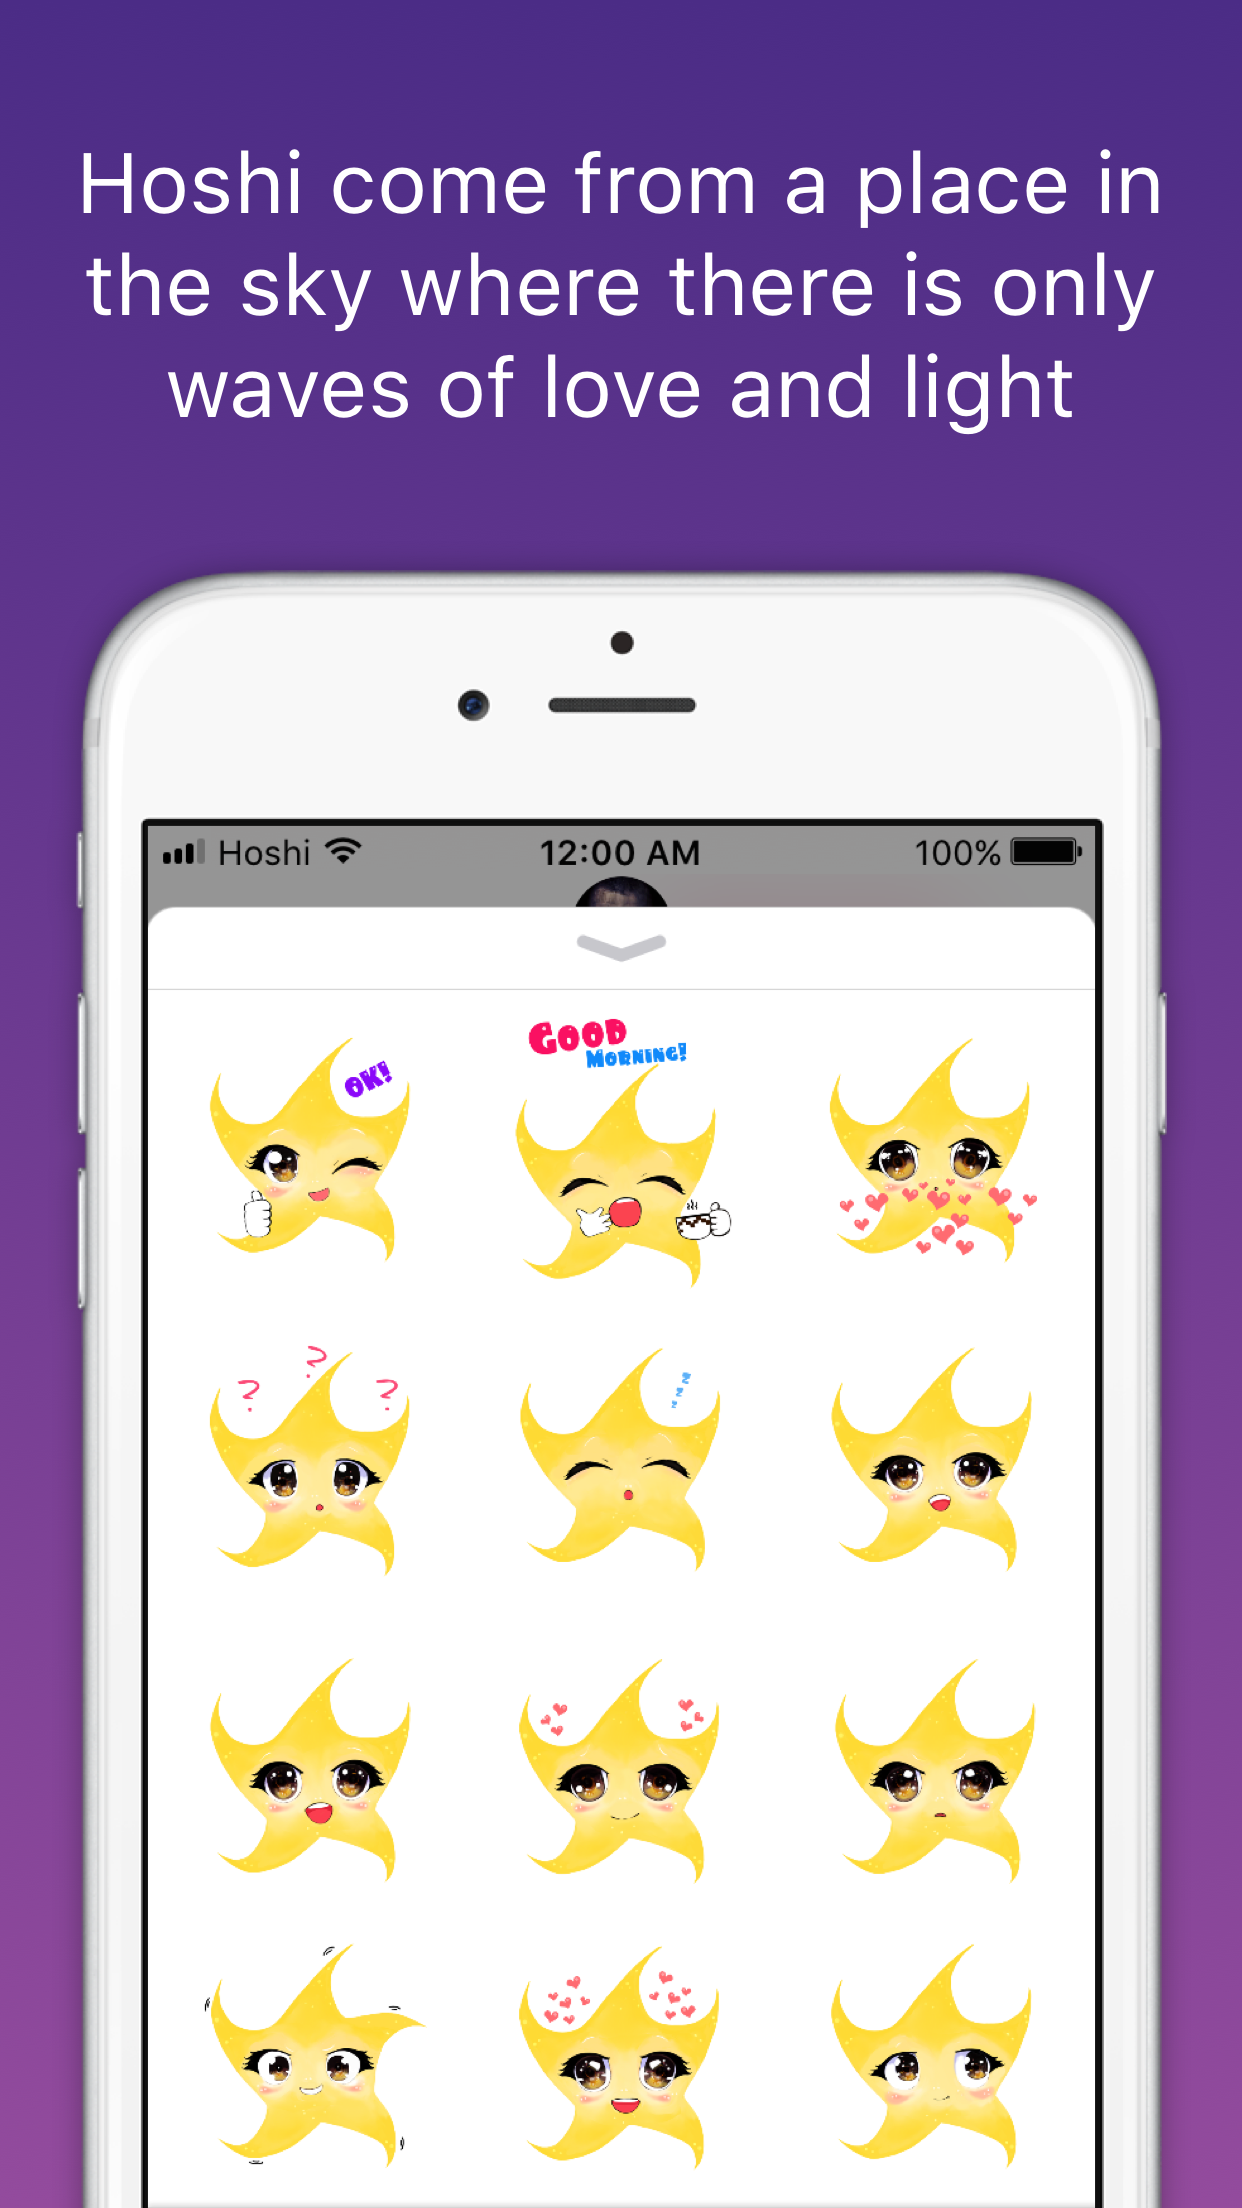 Hoshi come from a place in
the sky where there is only
waves of love and light
Hoshi 12:00 AM 100%
OK!
GOOD
MORNING!
? ? ?
z z z